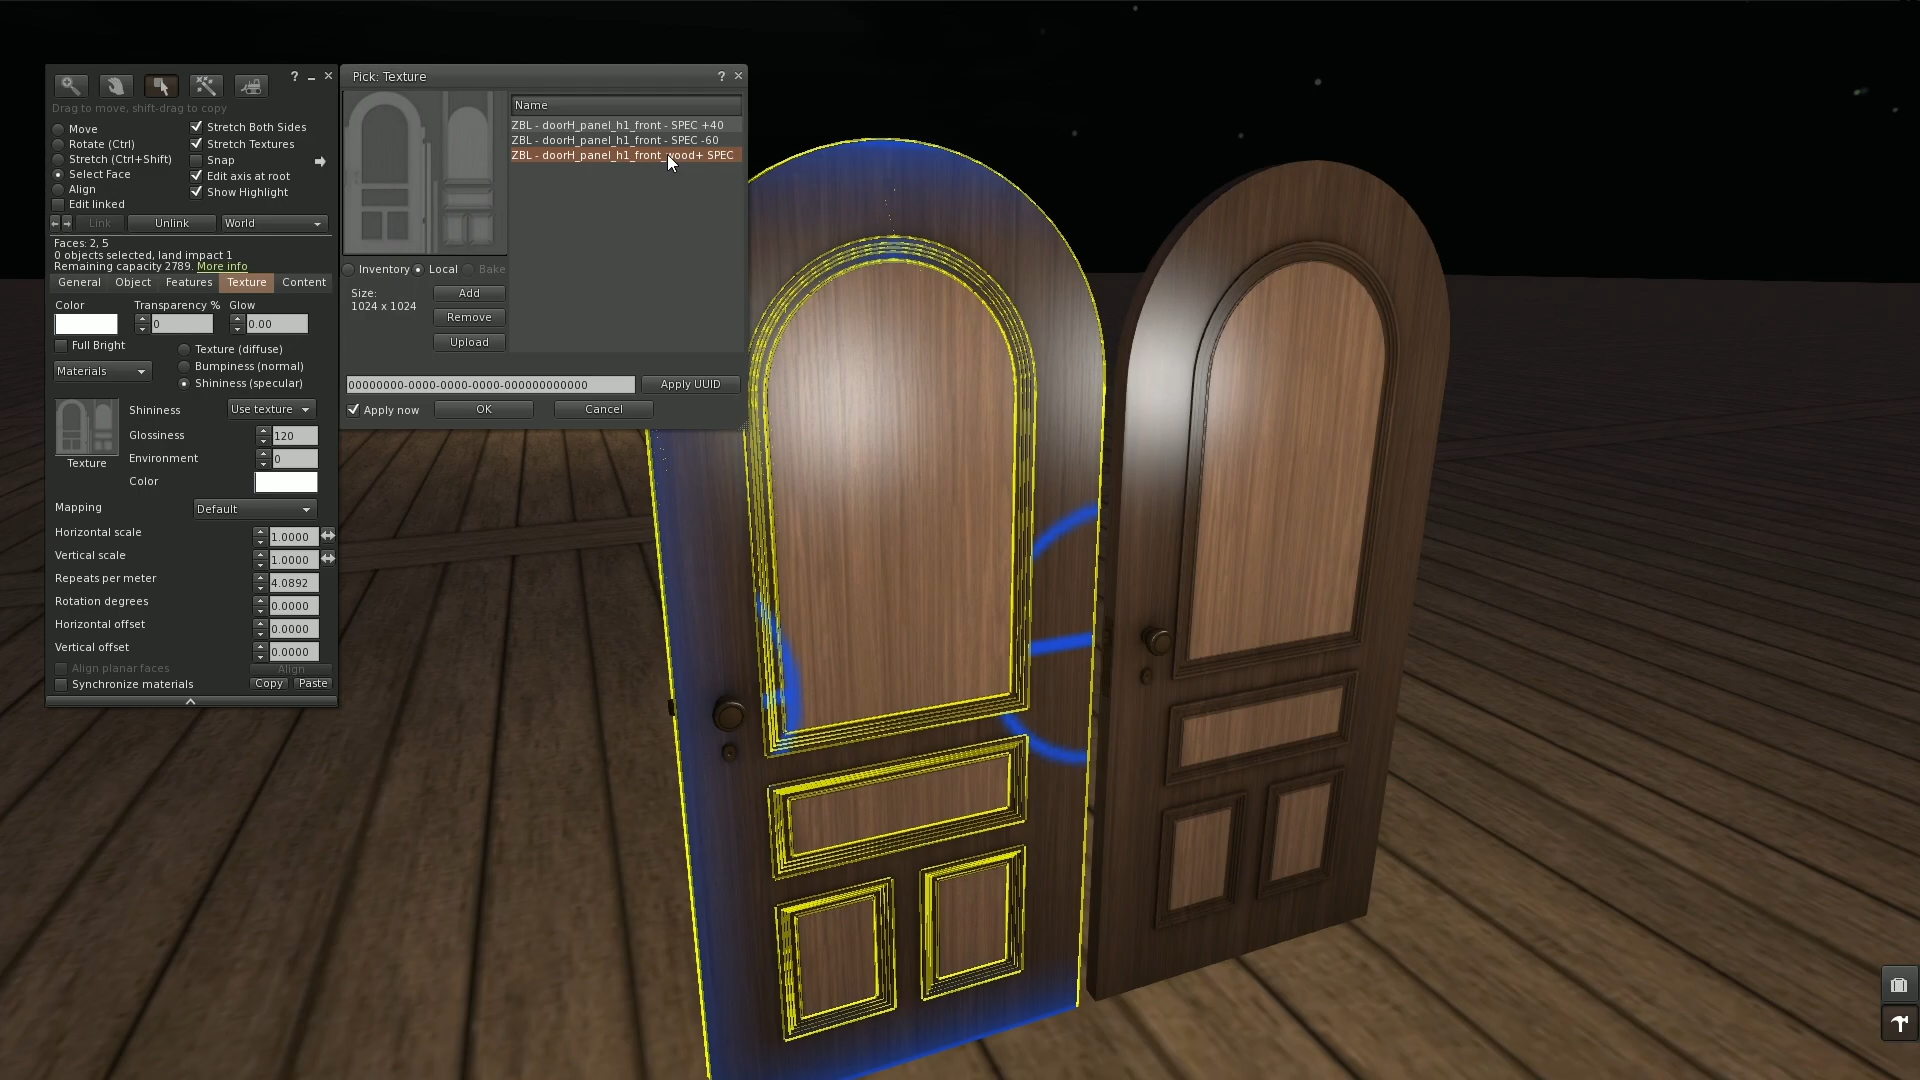 ? _ ×
Drag to move, shift-drag to copy
Move
Rotate (Ctrl)
Stretch (Ctrl+Shift)
Select Face
Align
Edit linked
Stretch Both Sides
Stretch Textures
Snap
Edit axis at root
Show Highlight
Link Unlink World
Faces: 2, 5
0 objects selected, land impact 1
Remaining capacity 2789. More info
General Object Features Texture Content
Color Transparency % Glow
0 0.00
Full Bright
Materials
Texture (diffuse)
Bumpiness (normal)
Shininess (specular)
Texture
Shininess Use texture
Glossiness 120
Environment 0
Color
Mapping Default
Horizontal scale 1.0000
Vertical scale 1.0000
Repeats per meter 4.0892
Rotation degrees 0.0000
Horizontal offset 0.0000
Vertical offset 0.0000
Align planar faces Align
Synchronize materials Copy Paste
Pick: Texture ? ×
Name
ZBL - doorH_panel_h1_front - SPEC +40
ZBL - doorH_panel_h1_front - SPEC -60
ZBL - doorH_panel_h1_front SPEC
Inventory Local Bake
Size:
1024 x 1024
Add
Remove
Upload
00000000-0000-0000-0000-000000000000 Apply UUID
Apply now OK Cancel